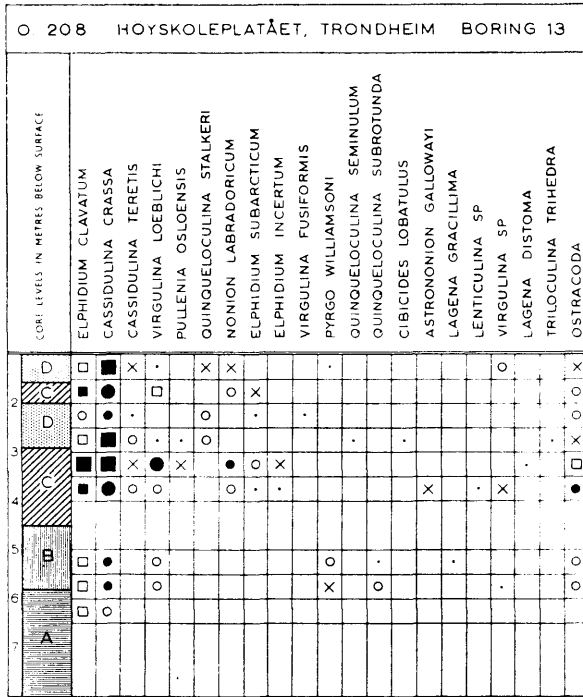 O 208 HÖYSKOLEPLATÅET, TRONDHEIM BORING 13
CORE LEVELS IN METRES BELOW SURFACE
ELPHIDIUM CLAVATUM
CASSIDULINA CRASSA
CASSIDULINA TERETIS
VIRGULINA LOEBLICHI
PULLENIA OSLOENSIS
QUINQELOCULINA STALKERI
NONION LABRADORICUM
ELPHIDIUM SUBARCTICUM
ELPHIDIUM INCERTUM
VIRGULINA FUSIFORMIS
PYRGO WILLIAMSONI
QUINQUELOCULINA SEMINULUM
QUINQUELOCULINA SUBROTUNDA
CIBICIDES LOBATULUS
ASTRONONION GALLOWAYI
LAGENA GRACILLIMA
LENTICULINA SP
VIRGULINA SP
LAGENA DISTOMA
TRILOCULINA TRIHEDRA
OSTRACODA
D
C
2
D
3
C
4
5
B
6
A
7